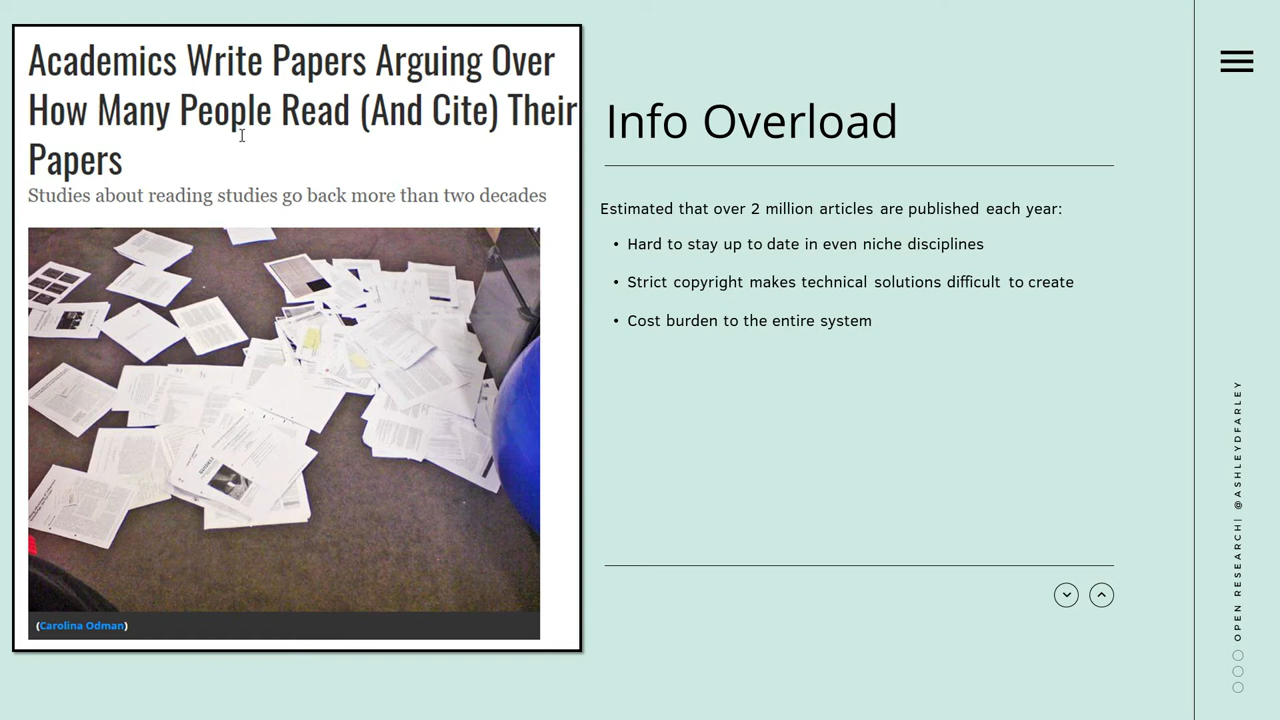 Academics Write Papers Arguing Over
How Many People Read (And Cite) Their
Papers
Studies about reading studies go back more than two decades
(Carolina Odman)
Info Overload
Estimated that over 2 million articles are published each year:
• Hard to stay up to date in even niche disciplines
• Strict copyright makes technical solutions difficult to create
• Cost burden to the entire system
OPEN RESEARCH| @ASHLEYDFARLEY